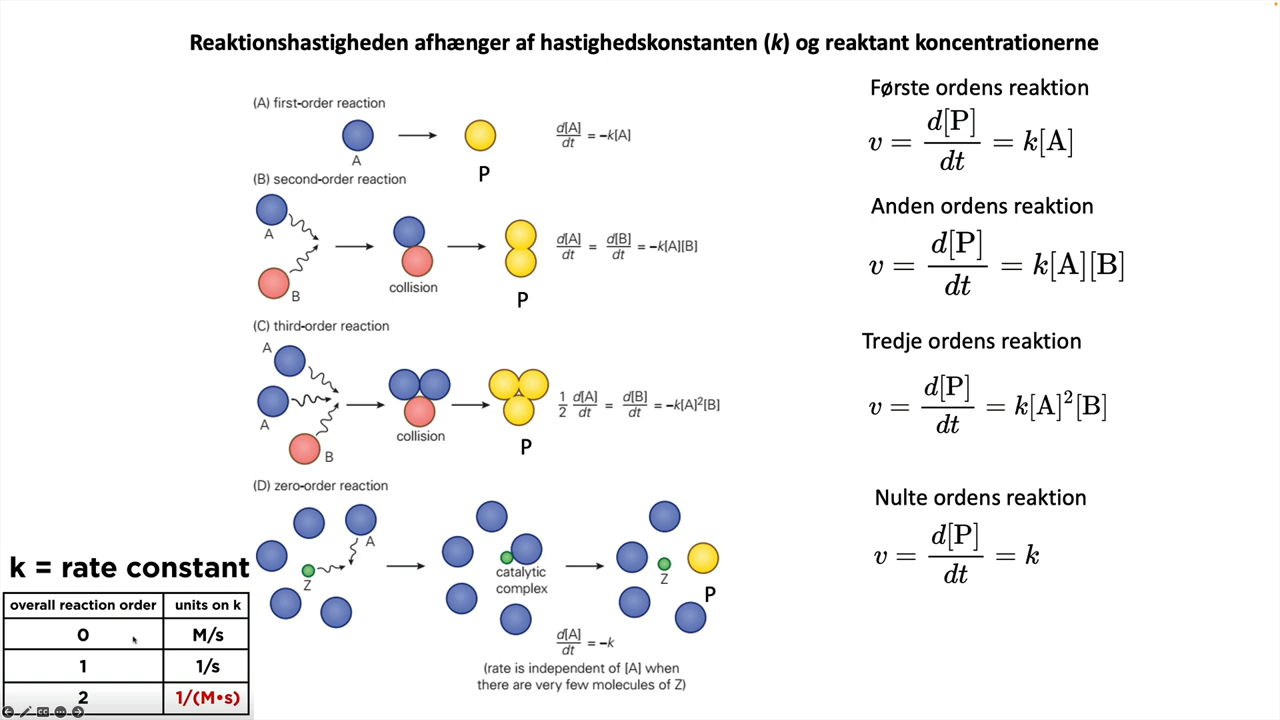 Reaktionshastigheden afhænger af hastighedskonstanten (k) og reaktant koncentrationerne
(A) first-order reaction
A
P
d[A]/dt = –k[A]
(B) second-order reaction
A
B
collision
P
d[A]/dt = d[B]/dt = –k[A][B]
(C) third-order reaction
A
A
B
collision
P
1/2 d[A]/dt = d[B]/dt = –k[A]²[B]
(D) zero-order reaction
A
Z
catalytic
complex
Z
P
d[A]/dt = –k
(rate is independent of [A] when
there are very few molecules of Z)
Første ordens reaktion
v = d[P]/dt = k[A]
Anden ordens reaktion
v = d[P]/dt = k[A][B]
Tredje ordens reaktion
v = d[P]/dt = k[A]²[B]
Nulte ordens reaktion
v = d[P]/dt = k
k = rate constant
overall reaction order units on k
0 M/s
1 1/s
2 1/(M•s)